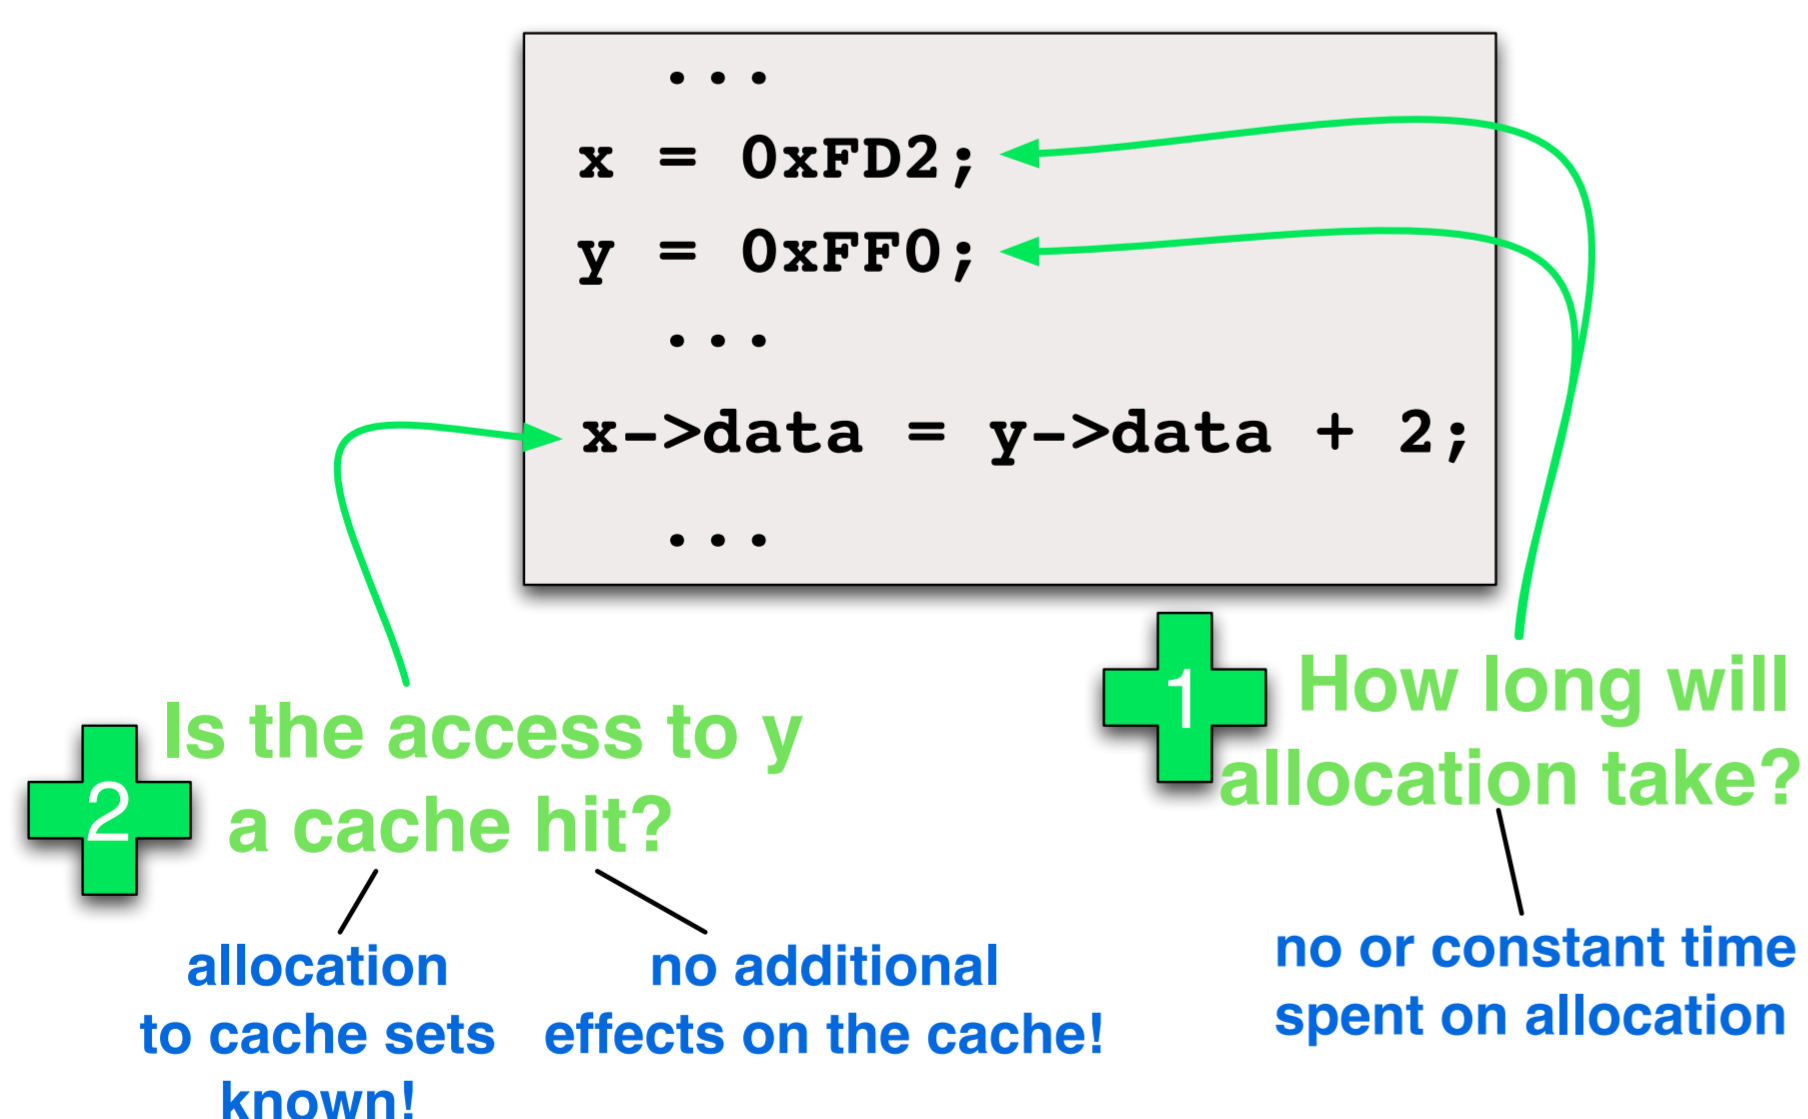 ...
x = 0xFD2;
y = 0xFF0;
...
x->data = y->data + 2;
...
1
How long will
allocation take?
no or constant time
spent on allocation
2
Is the access to y
a cache hit?
allocation
to cache sets
known!
no additional
effects on the cache!